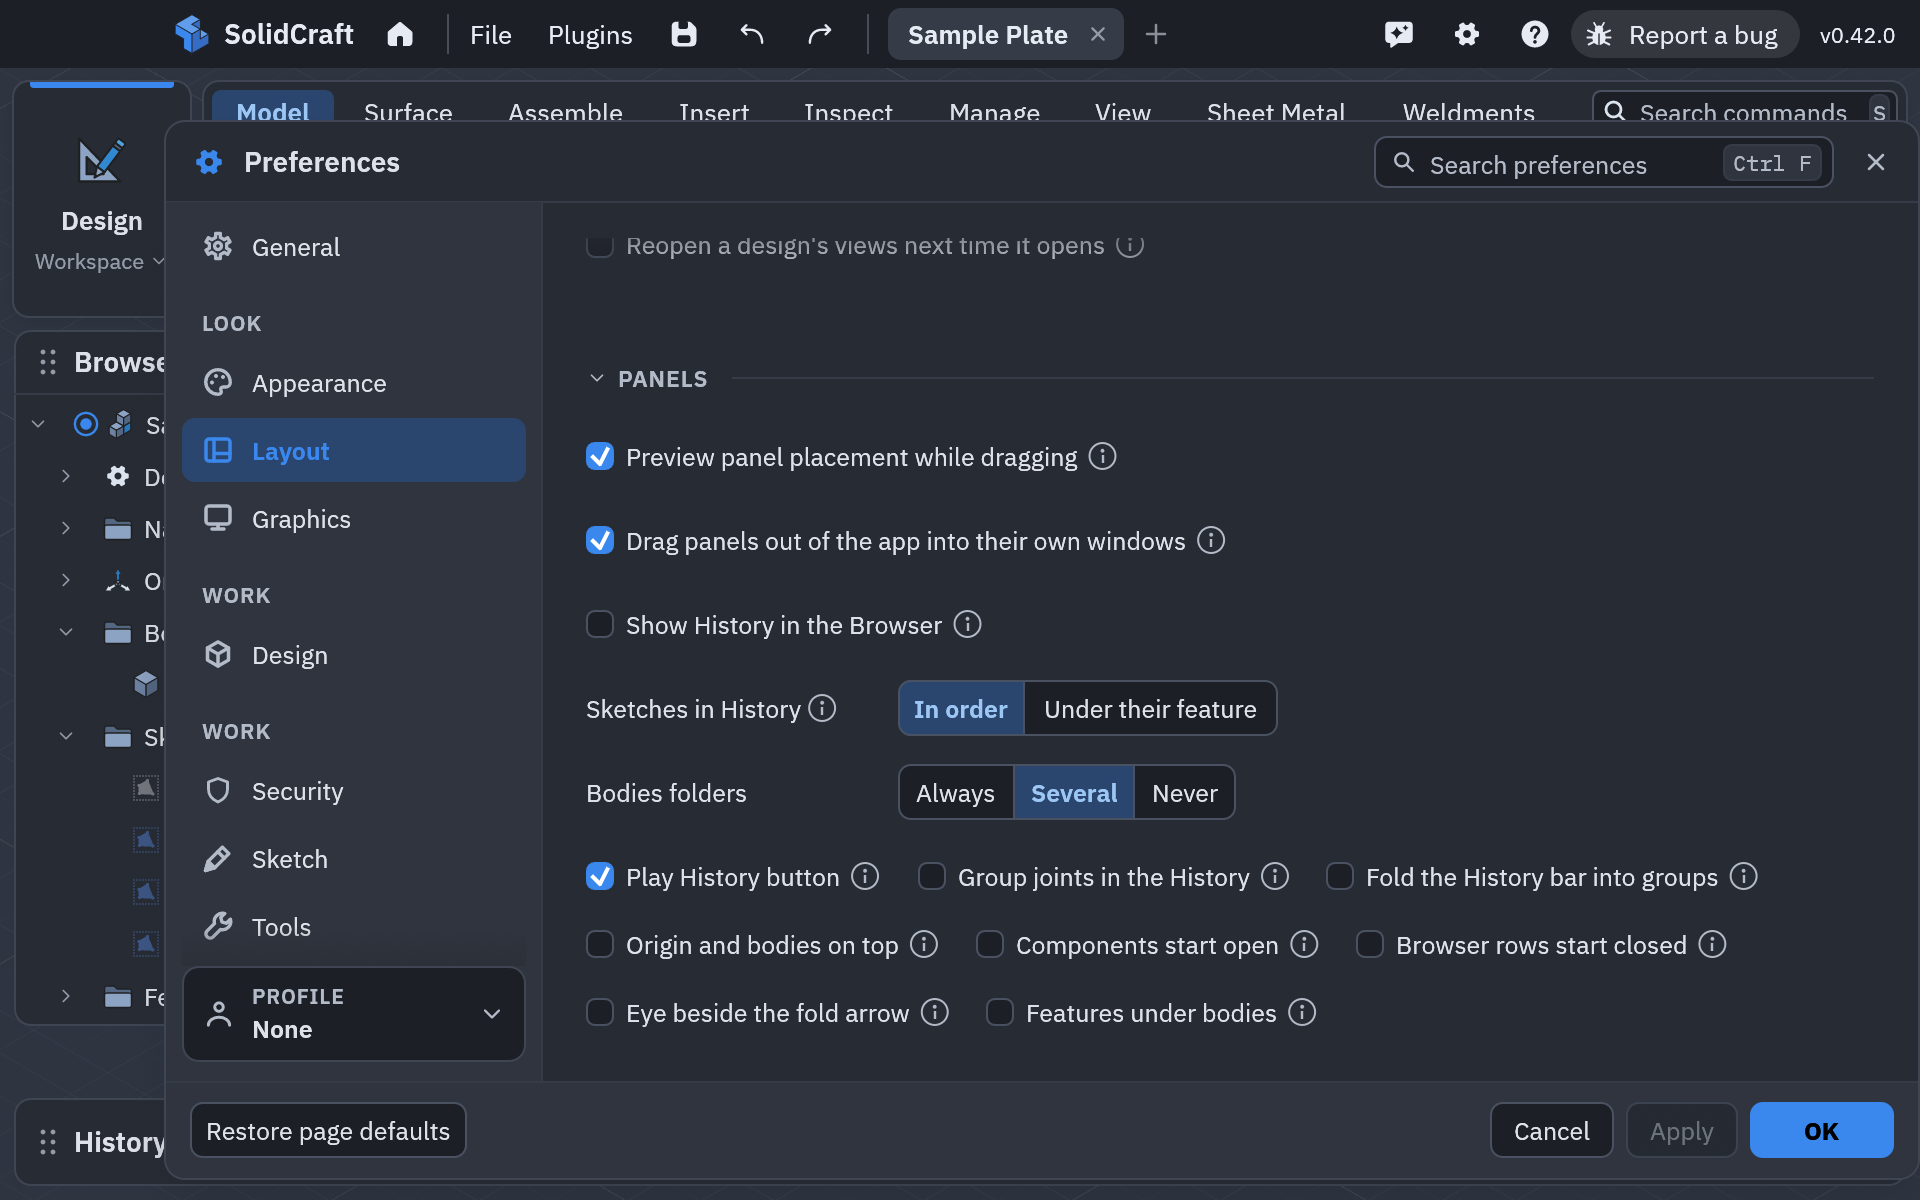 SolidCraft File Plugins Sample Plate Report a bug v0.42.0
Model Surface Assemble Insert Inspect Manage View Sheet Metal Weldments Search commands S
Design
Workspace
Preferences Search preferences Ctrl F
General
LOOK
Appearance
Layout
Graphics
WORK
Design
WORK
Security
Sketch
Tools
PROFILE
None
Reopen a design's views next time it opens
PANELS
Preview panel placement while dragging
Drag panels out of the app into their own windows
Show History in the Browser
Sketches in History In order Under their feature
Bodies folders Always Several Never
Play History button Group joints in the History Fold the History bar into groups
Origin and bodies on top Components start open Browser rows start closed
Eye beside the fold arrow Features under bodies
Restore page defaults Cancel Apply OK
History